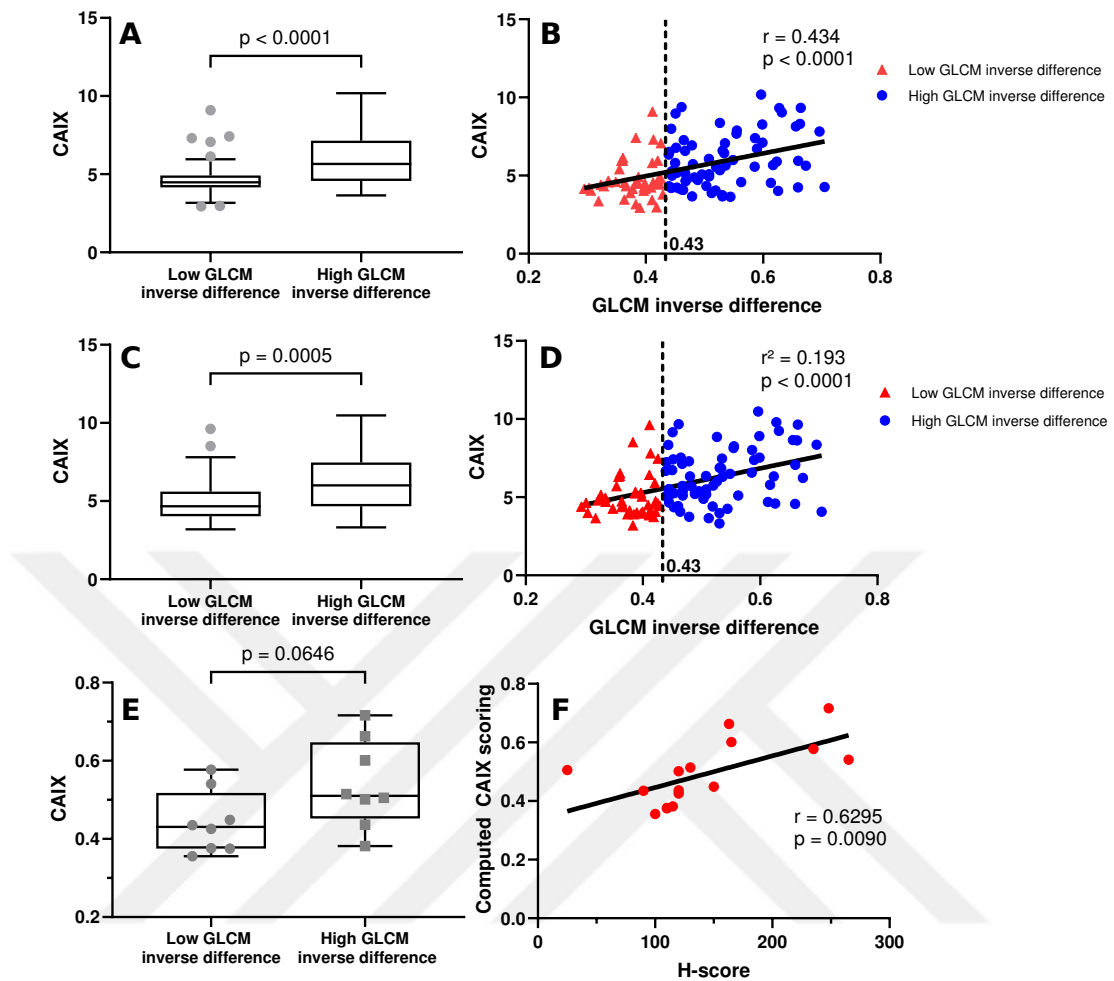 A
p < 0.0001
15
10
5
0
CAIX
Low GLCM
inverse difference
High GLCM
inverse difference
B
r = 0.434
p < 0.0001
15
10
5
0
CAIX
0.43
0.2 0.4 0.6 0.8
GLCM inverse difference
Low GLCM inverse difference
High GLCM inverse difference
C
p = 0.0005
15
10
5
0
CAIX
Low GLCM
inverse difference
High GLCM
inverse difference
D
r² = 0.193
p < 0.0001
15
10
5
0
CAIX
0.43
0.2 0.4 0.6 0.8
GLCM inverse difference
Low GLCM inverse difference
High GLCM inverse difference
E
p = 0.0646
0.8
0.6
0.4
0.2
CAIX
Low GLCM
inverse difference
High GLCM
inverse difference
F
0.8
0.6
0.4
0.2
0.0
Computed CAIX scoring
r = 0.6295
p = 0.0090
0 100 200 300
H-score